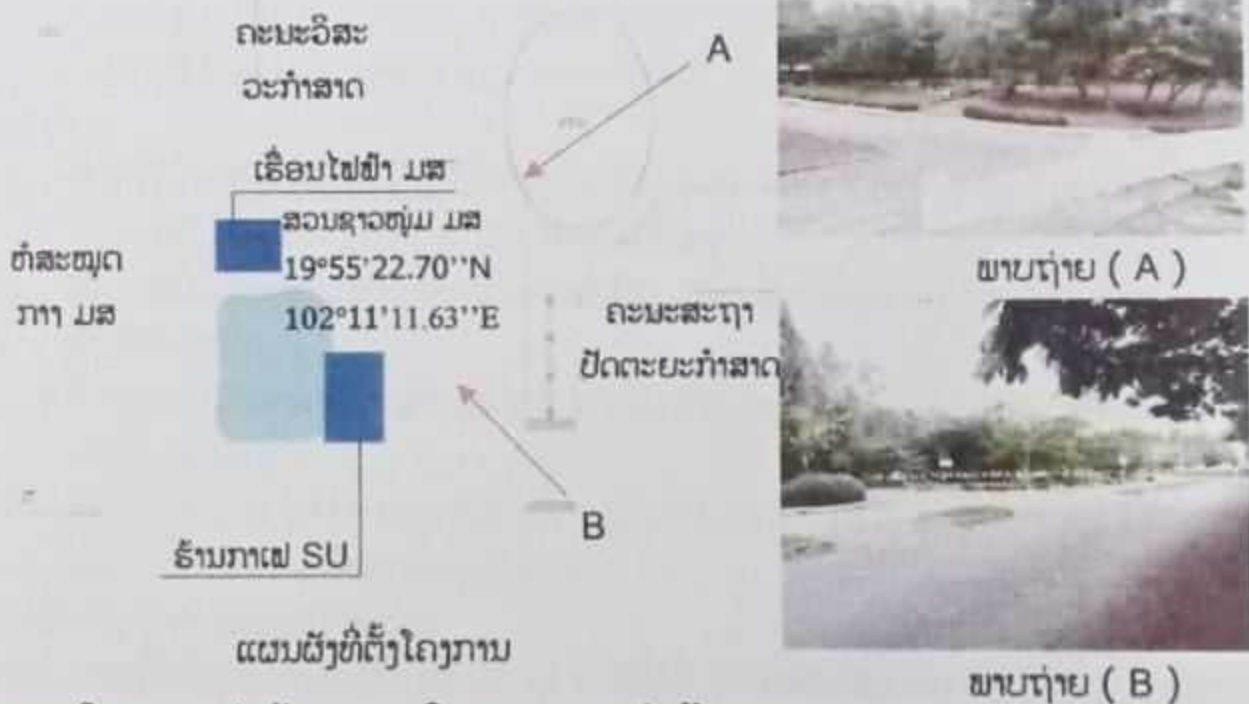 ຄະນະວິສະ
ວະກຳສາດ
A
ເຮືອນໄຟຟ້າ ມສ
ສວນຊາວໜຸ່ມ ມສ
19°55'22.70''N
102°11'11.63''E
ຫໍສະໝຸດ
ກາງ ມສ
ຄະນະສະຖາ
ປັດຕະຍະກຳສາດ
B
ຮ້ານກາເຟ SU
ແຜນຜັງທີ່ຕັ້ງໂຄງການ
ພາບຖ່າຍ ( A )
ພາບຖ່າຍ ( B )